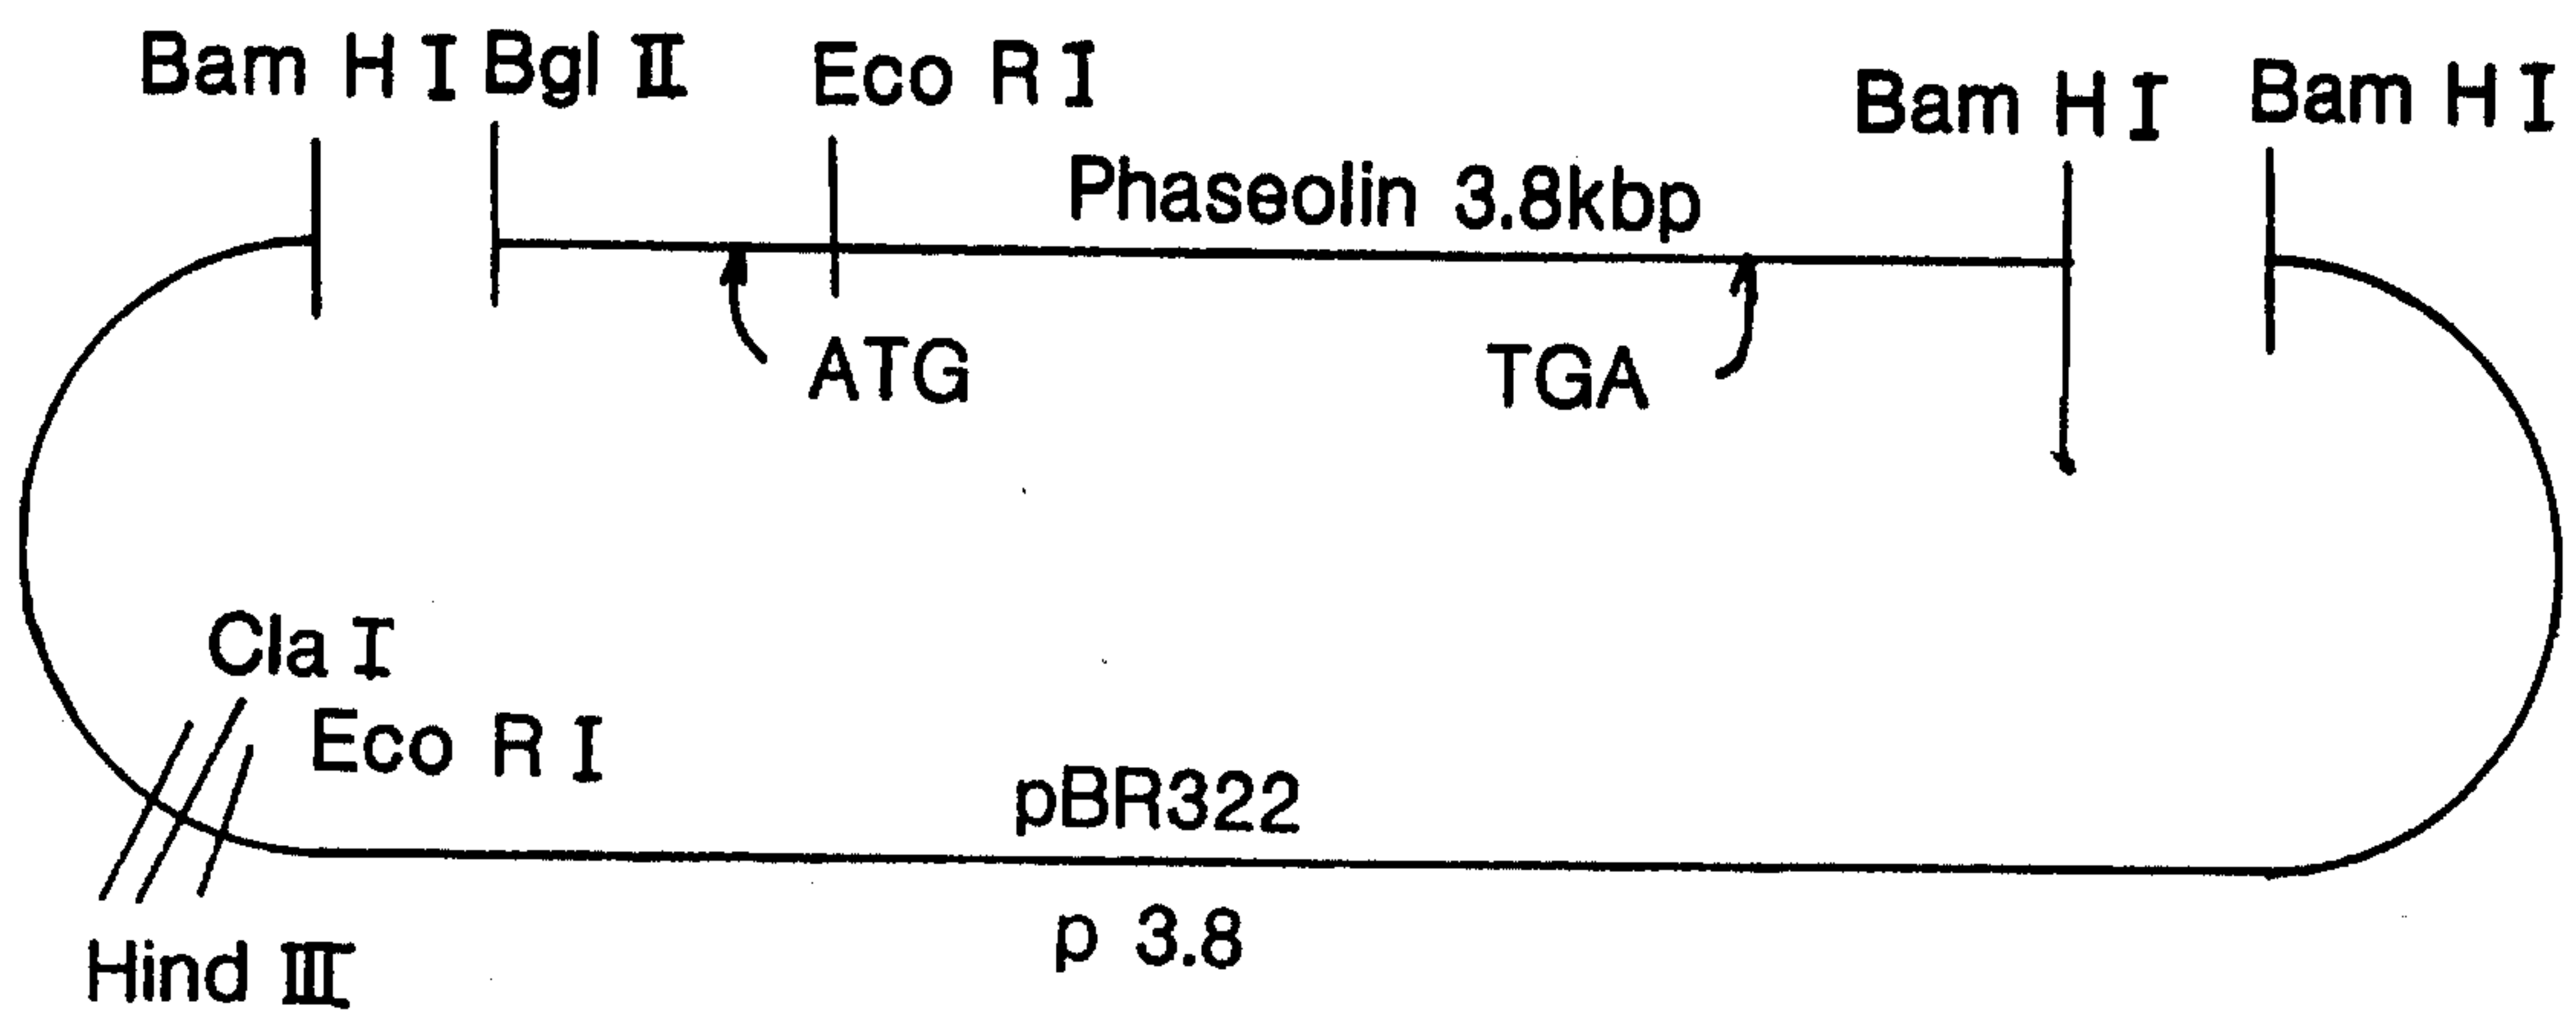 Bam H I Bgl II Eco R I Bam H I Bam H I
Phaseolin 3.8kbp
ATG TGA
Cla I
Eco R I
pBR322
p 3.8
Hind III